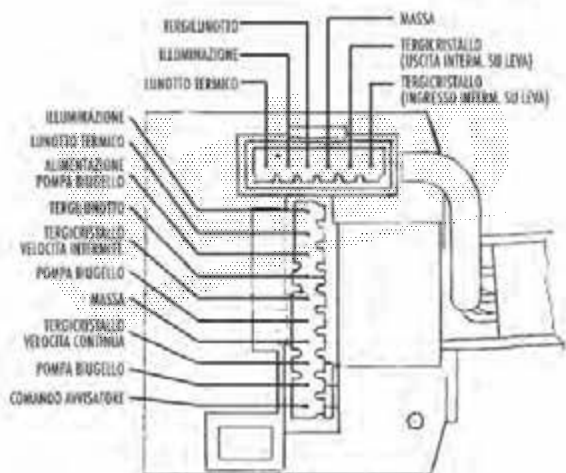 TERGILUNOTTO
ILLUMINAZIONE
LUNOTTO TERMICO
MASSA
TERGICRISTALLO
(USCITA INTERM. SU LEVA)
TERGICRISTALLO
(INGRESSO INTERM. SU LEVA)
ILLUMINAZIONE
LUNOTTO TERMICO
ALIMENTAZIONE
POMPA BIUGELLO
TERGILUNOTTO
TERGICRISTALLO
VELOCITA INTERMITE
POMPA BIUGELLO
MASSA
TERGICRISTALLO
VELOCITA CONTINUA
POMPA BIUGELLO
COMANDO AVVISATORE